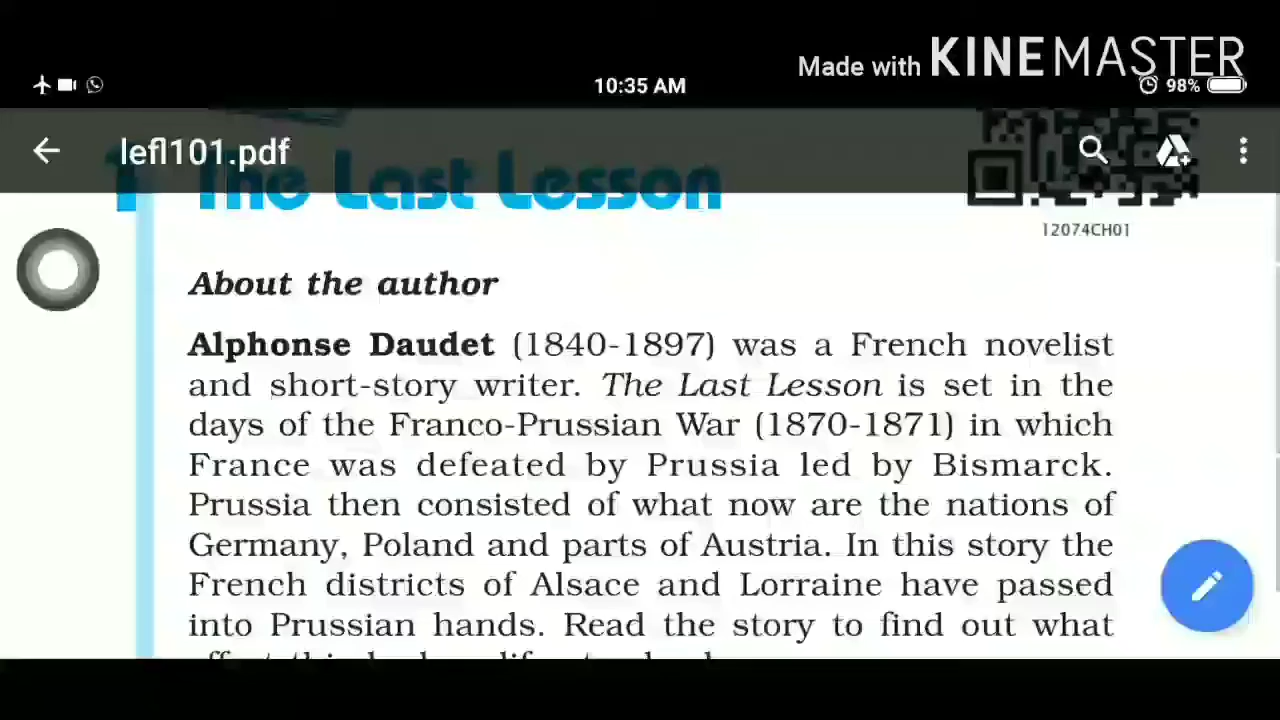 Made with KINEMASTER
10:35 AM
98%
lefl101.pdf
1 The Last Lesson
12074CH01
About the author
Alphonse Daudet (1840-1897) was a French novelist
and short-story writer. The Last Lesson is set in the
days of the Franco-Prussian War (1870-1871) in which
France was defeated by Prussia led by Bismarck.
Prussia then consisted of what now are the nations of
Germany, Poland and parts of Austria. In this story the
French districts of Alsace and Lorraine have passed
into Prussian hands. Read the story to find out what